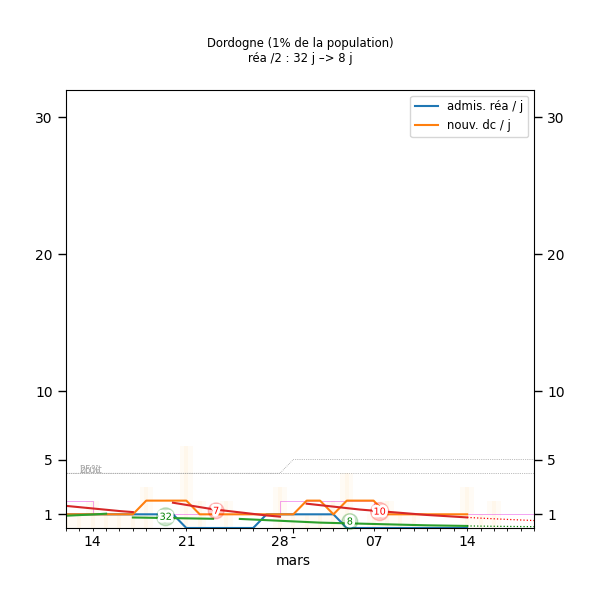 Dordogne (1% de la population)
réa /2 : 32 j –> 8 j
admis. réa / j
nouv. dc / j
30 30
20 20
10 10
5 5
1 1
32 7 8 10
14 21 28 07 14
mars